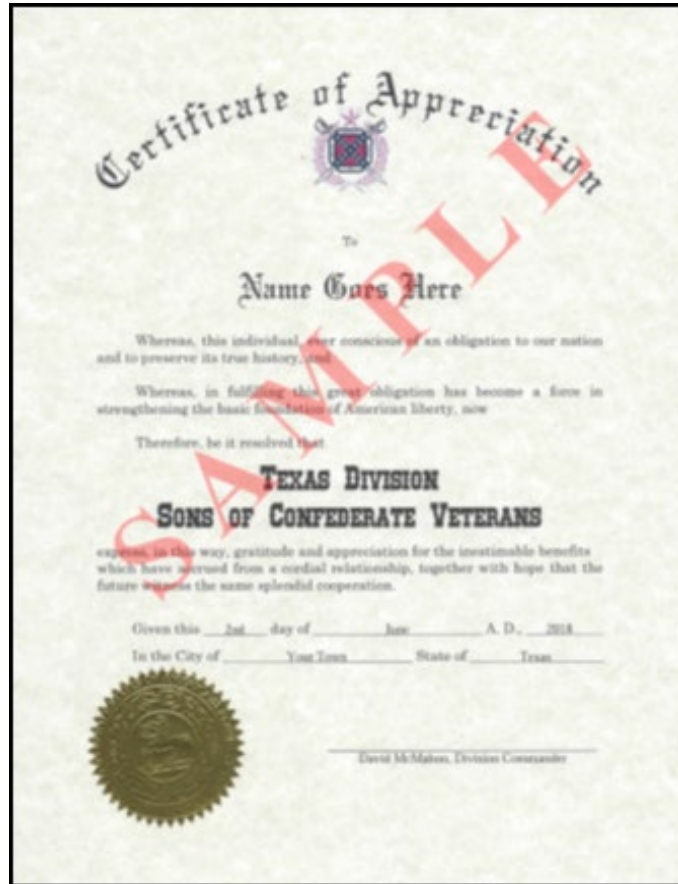 Certificate of Appreciation
To
Name Goes Here
Whereas, this individual, ever conscious of an obligation to our nation
and to preserve its true history, and
Whereas, in fulfilling this great obligation has become a force in
strengthening the basic foundation of American liberty, now
Therefore, be it resolved that
TEXAS DIVISION
SONS OF CONFEDERATE VETERANS
express, in this way, gratitude and appreciation for the inestimable benefits
which have accrued from a cordial relationship, together with hope that the
future witness the same splendid cooperation.
Given this 2nd day of June A. D., 2018
In the City of Your Town State of Texas
David McMahon, Division Commander
SAMPLE